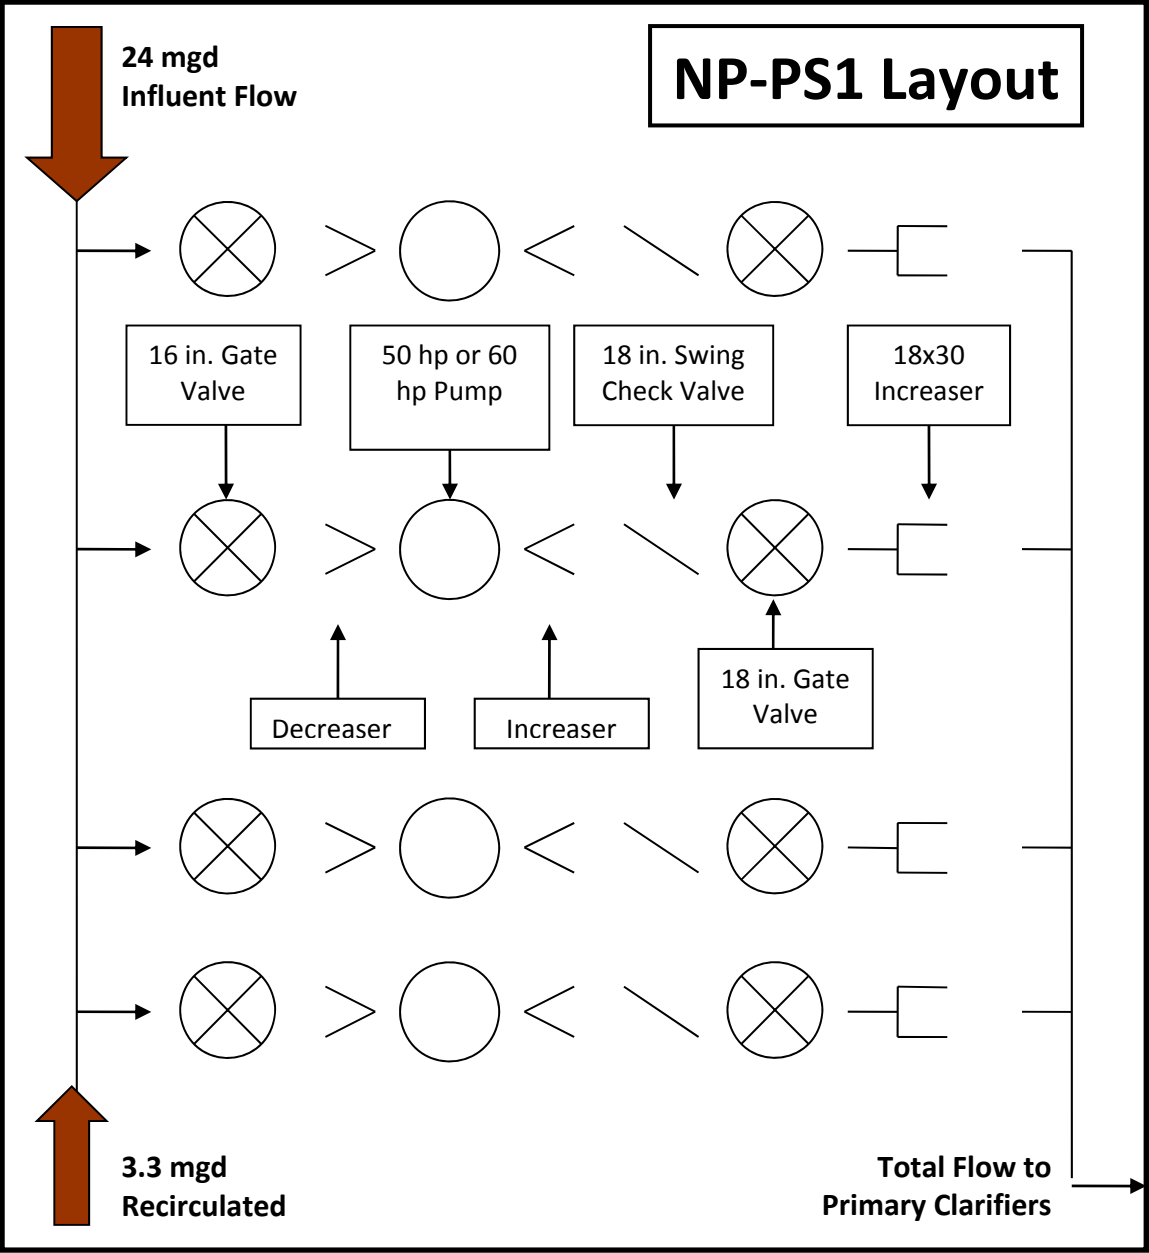 24 mgd
Influent Flow
NP-PS1 Layout
16 in. Gate
Valve
50 hp or 60
hp Pump
18 in. Swing
Check Valve
18x30
Increaser
Decreaser
Increaser
18 in. Gate
Valve
3.3 mgd
Recirculated
Total Flow to
Primary Clarifiers